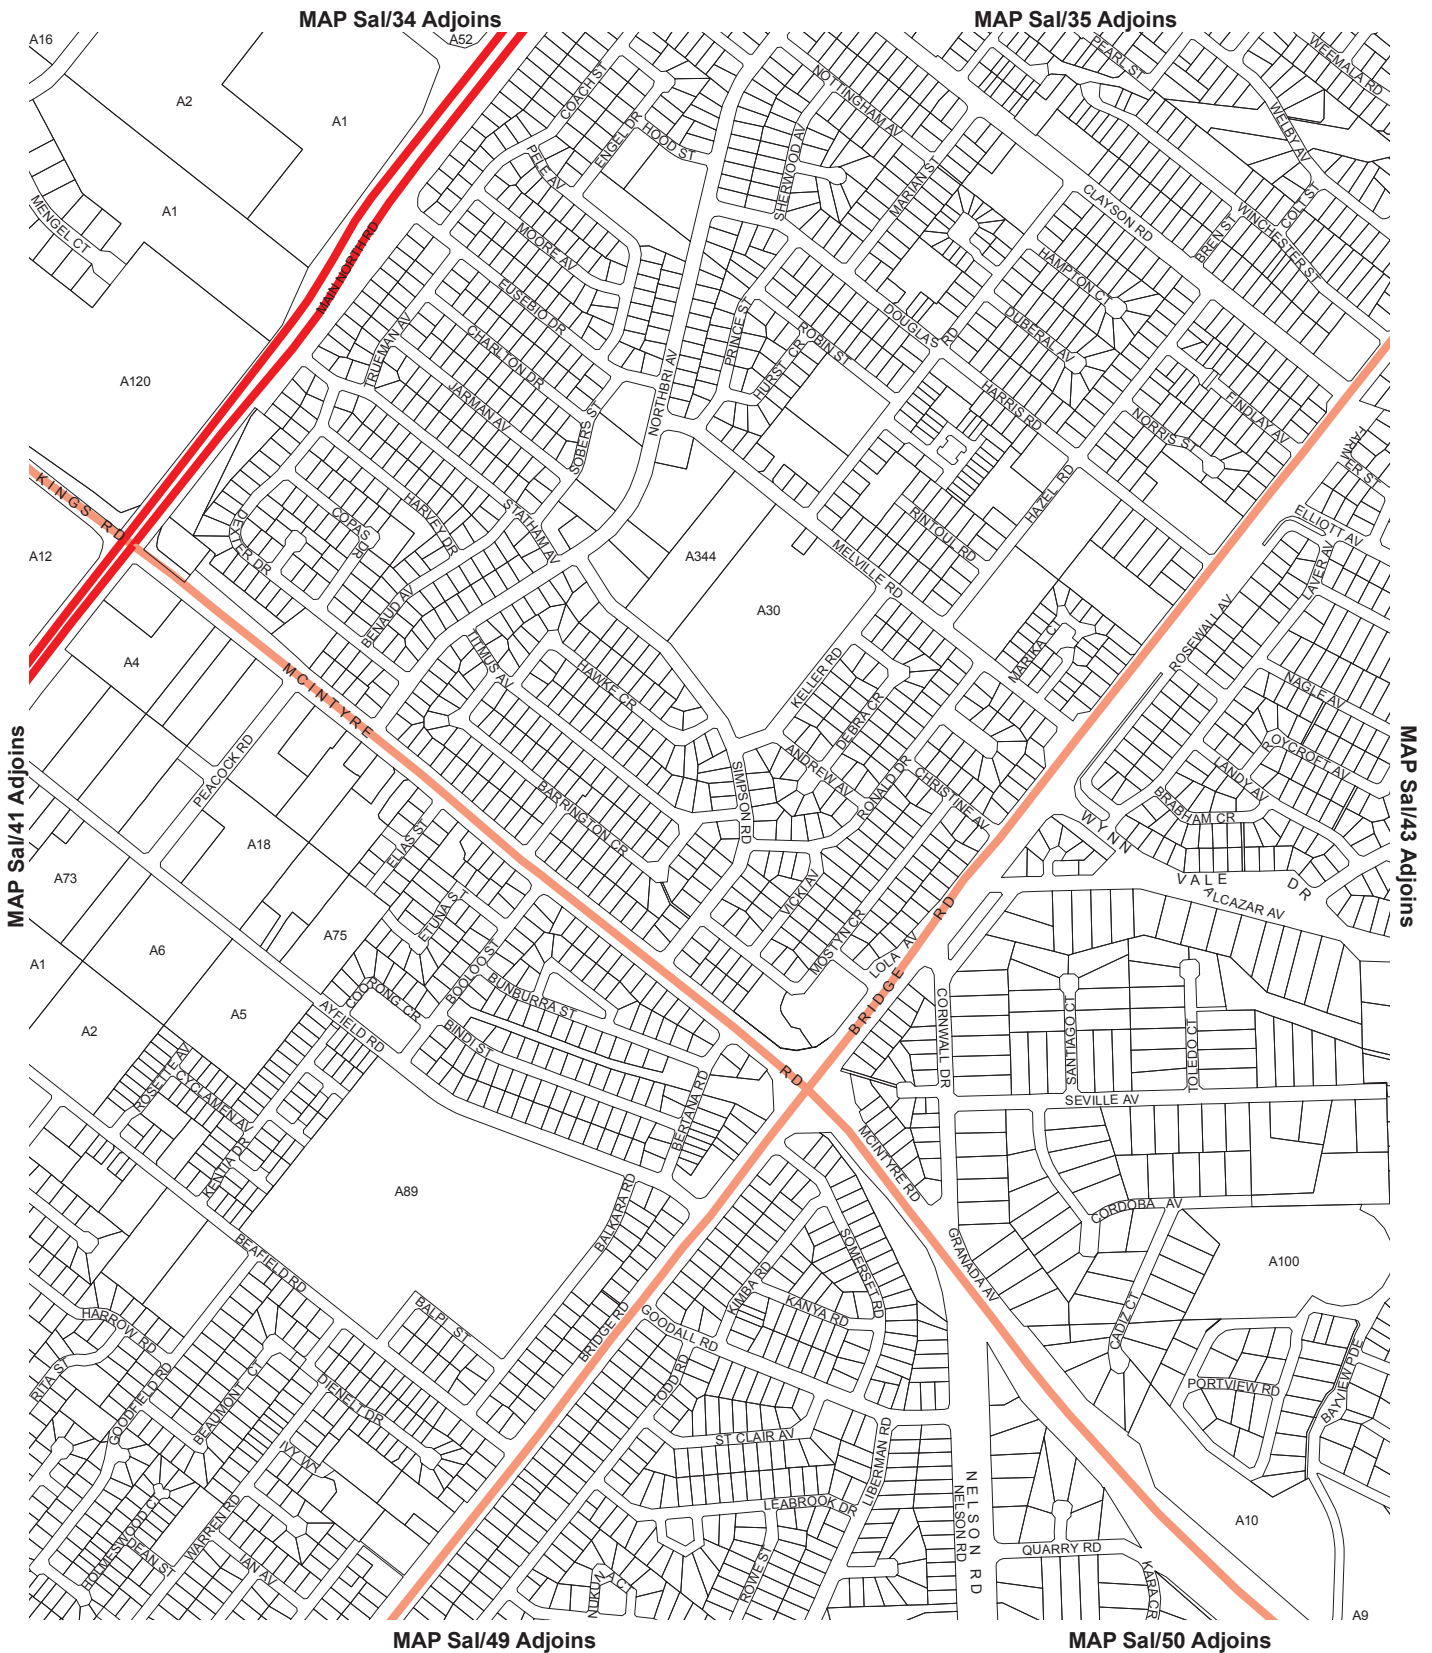 MAP Sal/34 Adjoins
MAP Sal/35 Adjoins
A16
A52
A2
A1
A1
MENGEL CT
MAIN NORTH RD
A120
KINGS RD
A12
COACH ST
ENGEL DR
HOOD ST
PELE AV
MOORE AV
EUSEBIO DR
CHARLTON DR
TRUEMAN AV
JARMAN AV
SOBERS ST
NORTHBRI AV
SHERWOOD AV
NOTTINGHAM AV
MARIAN ST
PEARL ST
WEEMALA RD
WELBY AV
CLAYSON RD
COLT ST
BREN ST
WINCHESTER ST
HAMPTON CT
DUBERAL AV
DOUGLAS RD
PRINCE ST
ROBIN ST
HURST CR
HARRIS RD
NORRIS ST
FINDLAY AV
FARMER ST
ELLIOTT AV
LAVER AV
HAZEL RD
RINTOUL RD
MELVILLE RD
DEXTER DR
COPAS DR
HARVEY DR
STATHAM AV
BENAUD AV
A344
A30
MARIKA CT
ROSEWALL AV
NAGLE AV
ROYCROFT AV
LANDY AV
BRABHAM CR
TITMUS AV
HAWKE CR
KELLER RD
DEBRA CR
ANDREW AV
RONALD DR
CHRISTINE AV
SIMPSON RD
BARRINGTON CR
VICKI AV
MOSTYN CR
LOLA AV
A4
MCINTYRE
RD
BRIDGE RD
WYNN
VALE
DR
ALCAZAR AV
MAP Sal/41 Adjoins
MAP Sal/43 Adjoins
PEACOCK RD
A18
A73
A75
A6
A1
A5
A2
ELIAS ST
ETUNA ST
BOOLOO ST
BUNBURRA ST
COORONG CR
AYFIELD RD
BINDI ST
BERTANA RD
ROSETTE AV
CYCLAMEN AV
KENTIA DR
A89
BALKARA RD
CORNWALL DR
SANTIAGO CT
TOLEDO CT
SEVILLE AV
MCINTYRE RD
CORDOBA AV
GRANADA AV
A100
CADIZ CT
PORTVIEW RD
BAYVIEW PDE
BEAFIELD RD
HARROW RD
RITA ST
GOODFIELD RD
BEAUMONT CT
DIENELT DR
BALPI ST
BRIDGE RD
GOODALL RD
KIMBA RD
KANYA RD
SOMERSET RD
TODD RD
ST CLAIR AV
LIBERMAN RD
LEABROOK DR
IVY WY
HOLMESWOOD CT
DEAN ST
WARREN RD
IAN AV
NUKUNA CT
ROWE ST
NELSON RD
NELSON RD
QUARRY RD
KARA CR
A10
A9
MAP Sal/49 Adjoins
MAP Sal/50 Adjoins